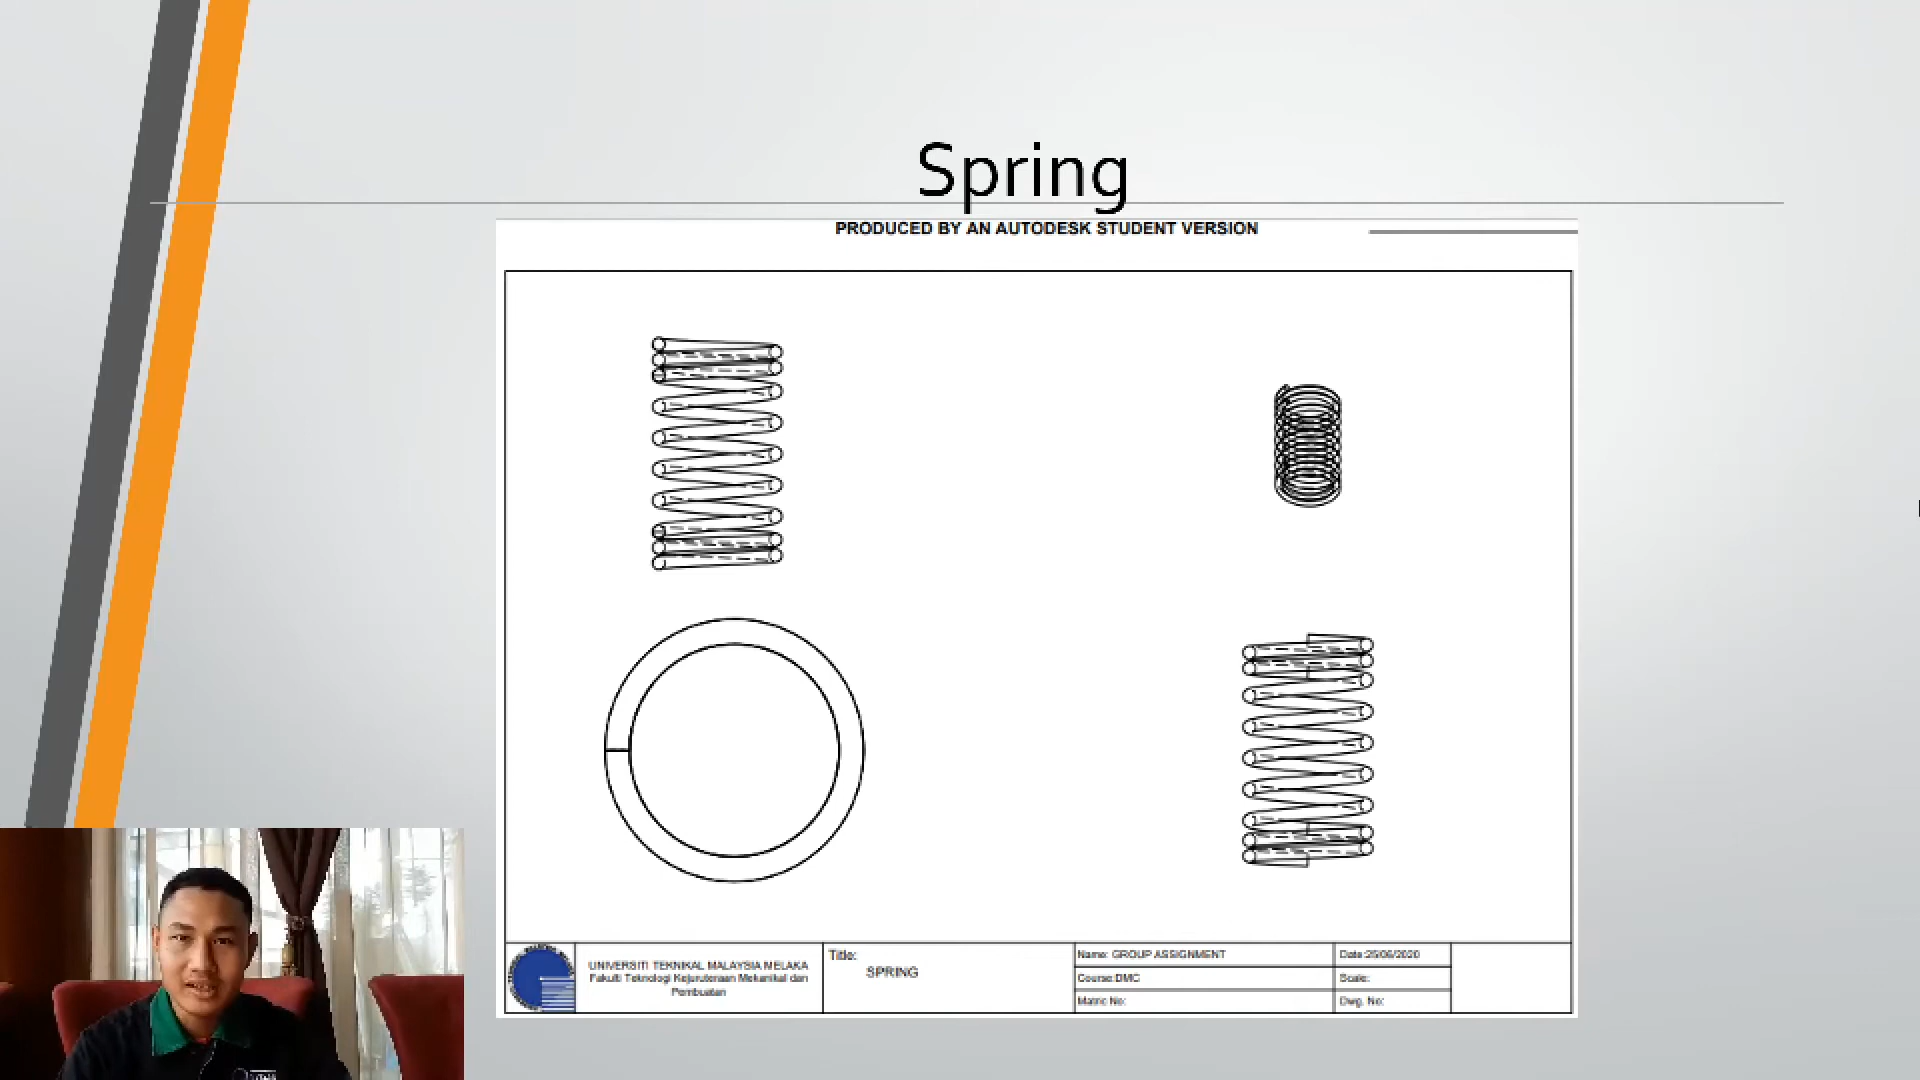 Spring
PRODUCED BY AN AUTODESK STUDENT VERSION
UNIVERSITI TEKNIKAL MALAYSIA MELAKA
Fakulti Teknologi Kejuruteraan Mekanikal dan
Pembuatan
Title:
SPRING
Name: GROUP ASSIGNMENT
Course:DMC
Matric No:
Date:25/06/2020
Scale:
Dwg. No: